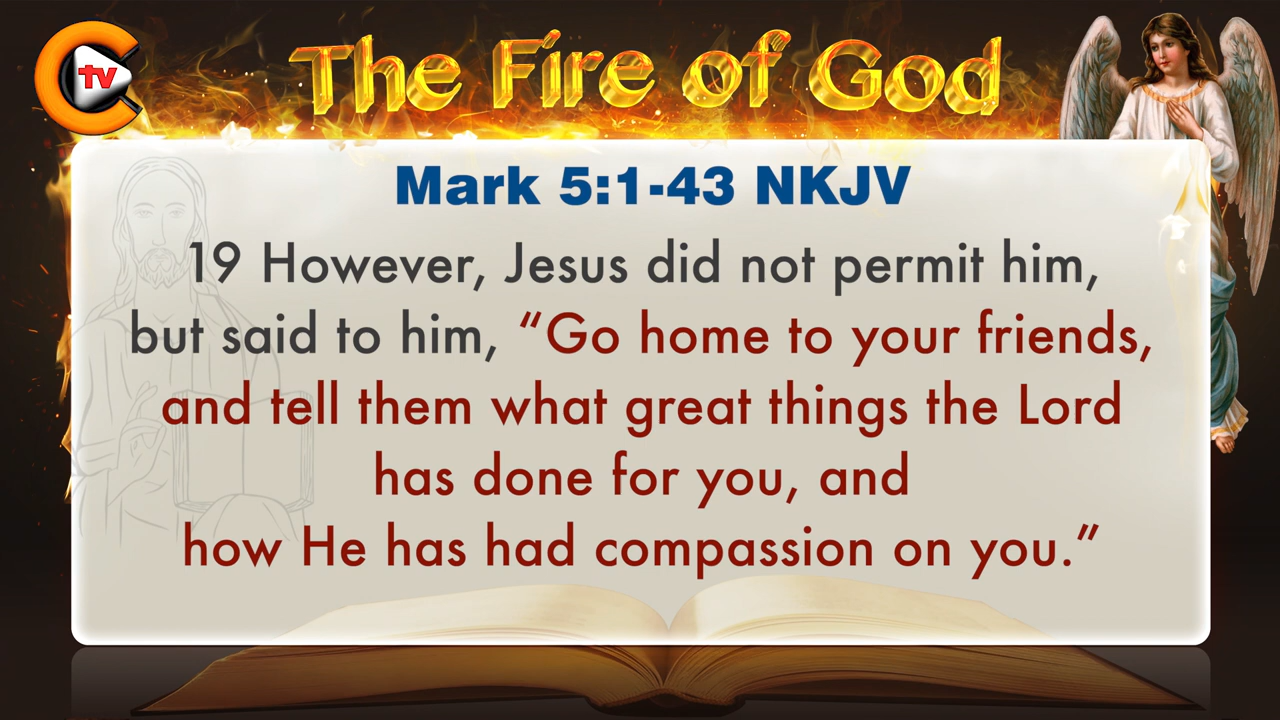 tv
The Fire of God
Mark 5:1-43 NKJV
19 However, Jesus did not permit him,
but said to him, “Go home to your friends,
and tell them what great things the Lord
has done for you, and
how He has had compassion on you.”